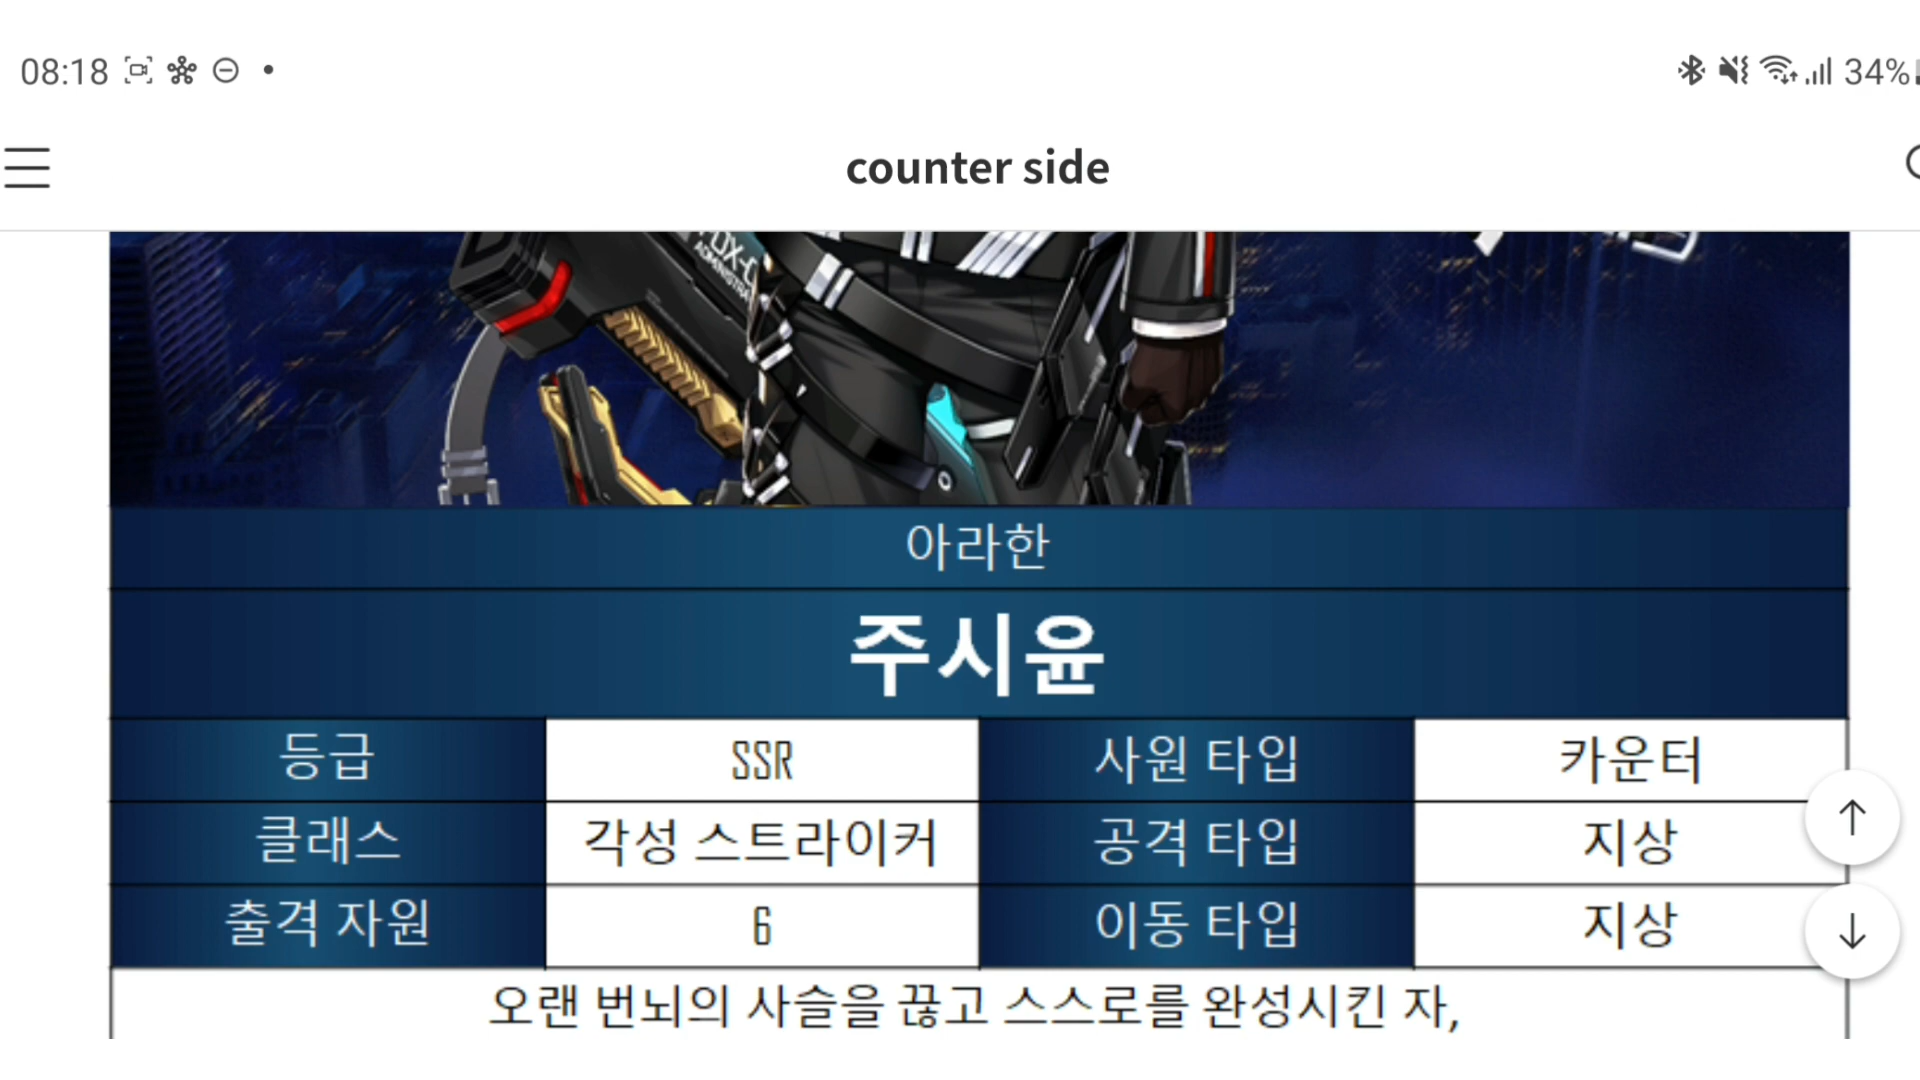 08:18
34%
counter side
ADMINISTRA
아라한
주시윤
등급 SSR 사원 타입 카운터
클래스 각성 스트라이커 공격 타입 지상
출격 자원 6 이동 타입 지상
오랜 번뇌의 사슬을 끊고 스스로를 완성시킨 자,